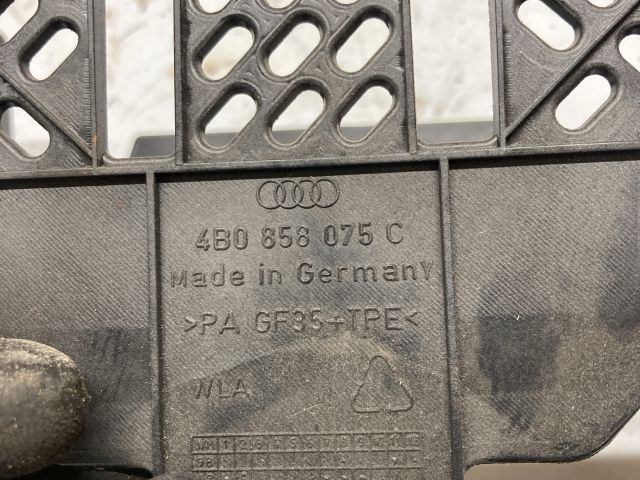 4B0 858 075 C
Made in GermanY
>PA GF35+TPE<
WLA